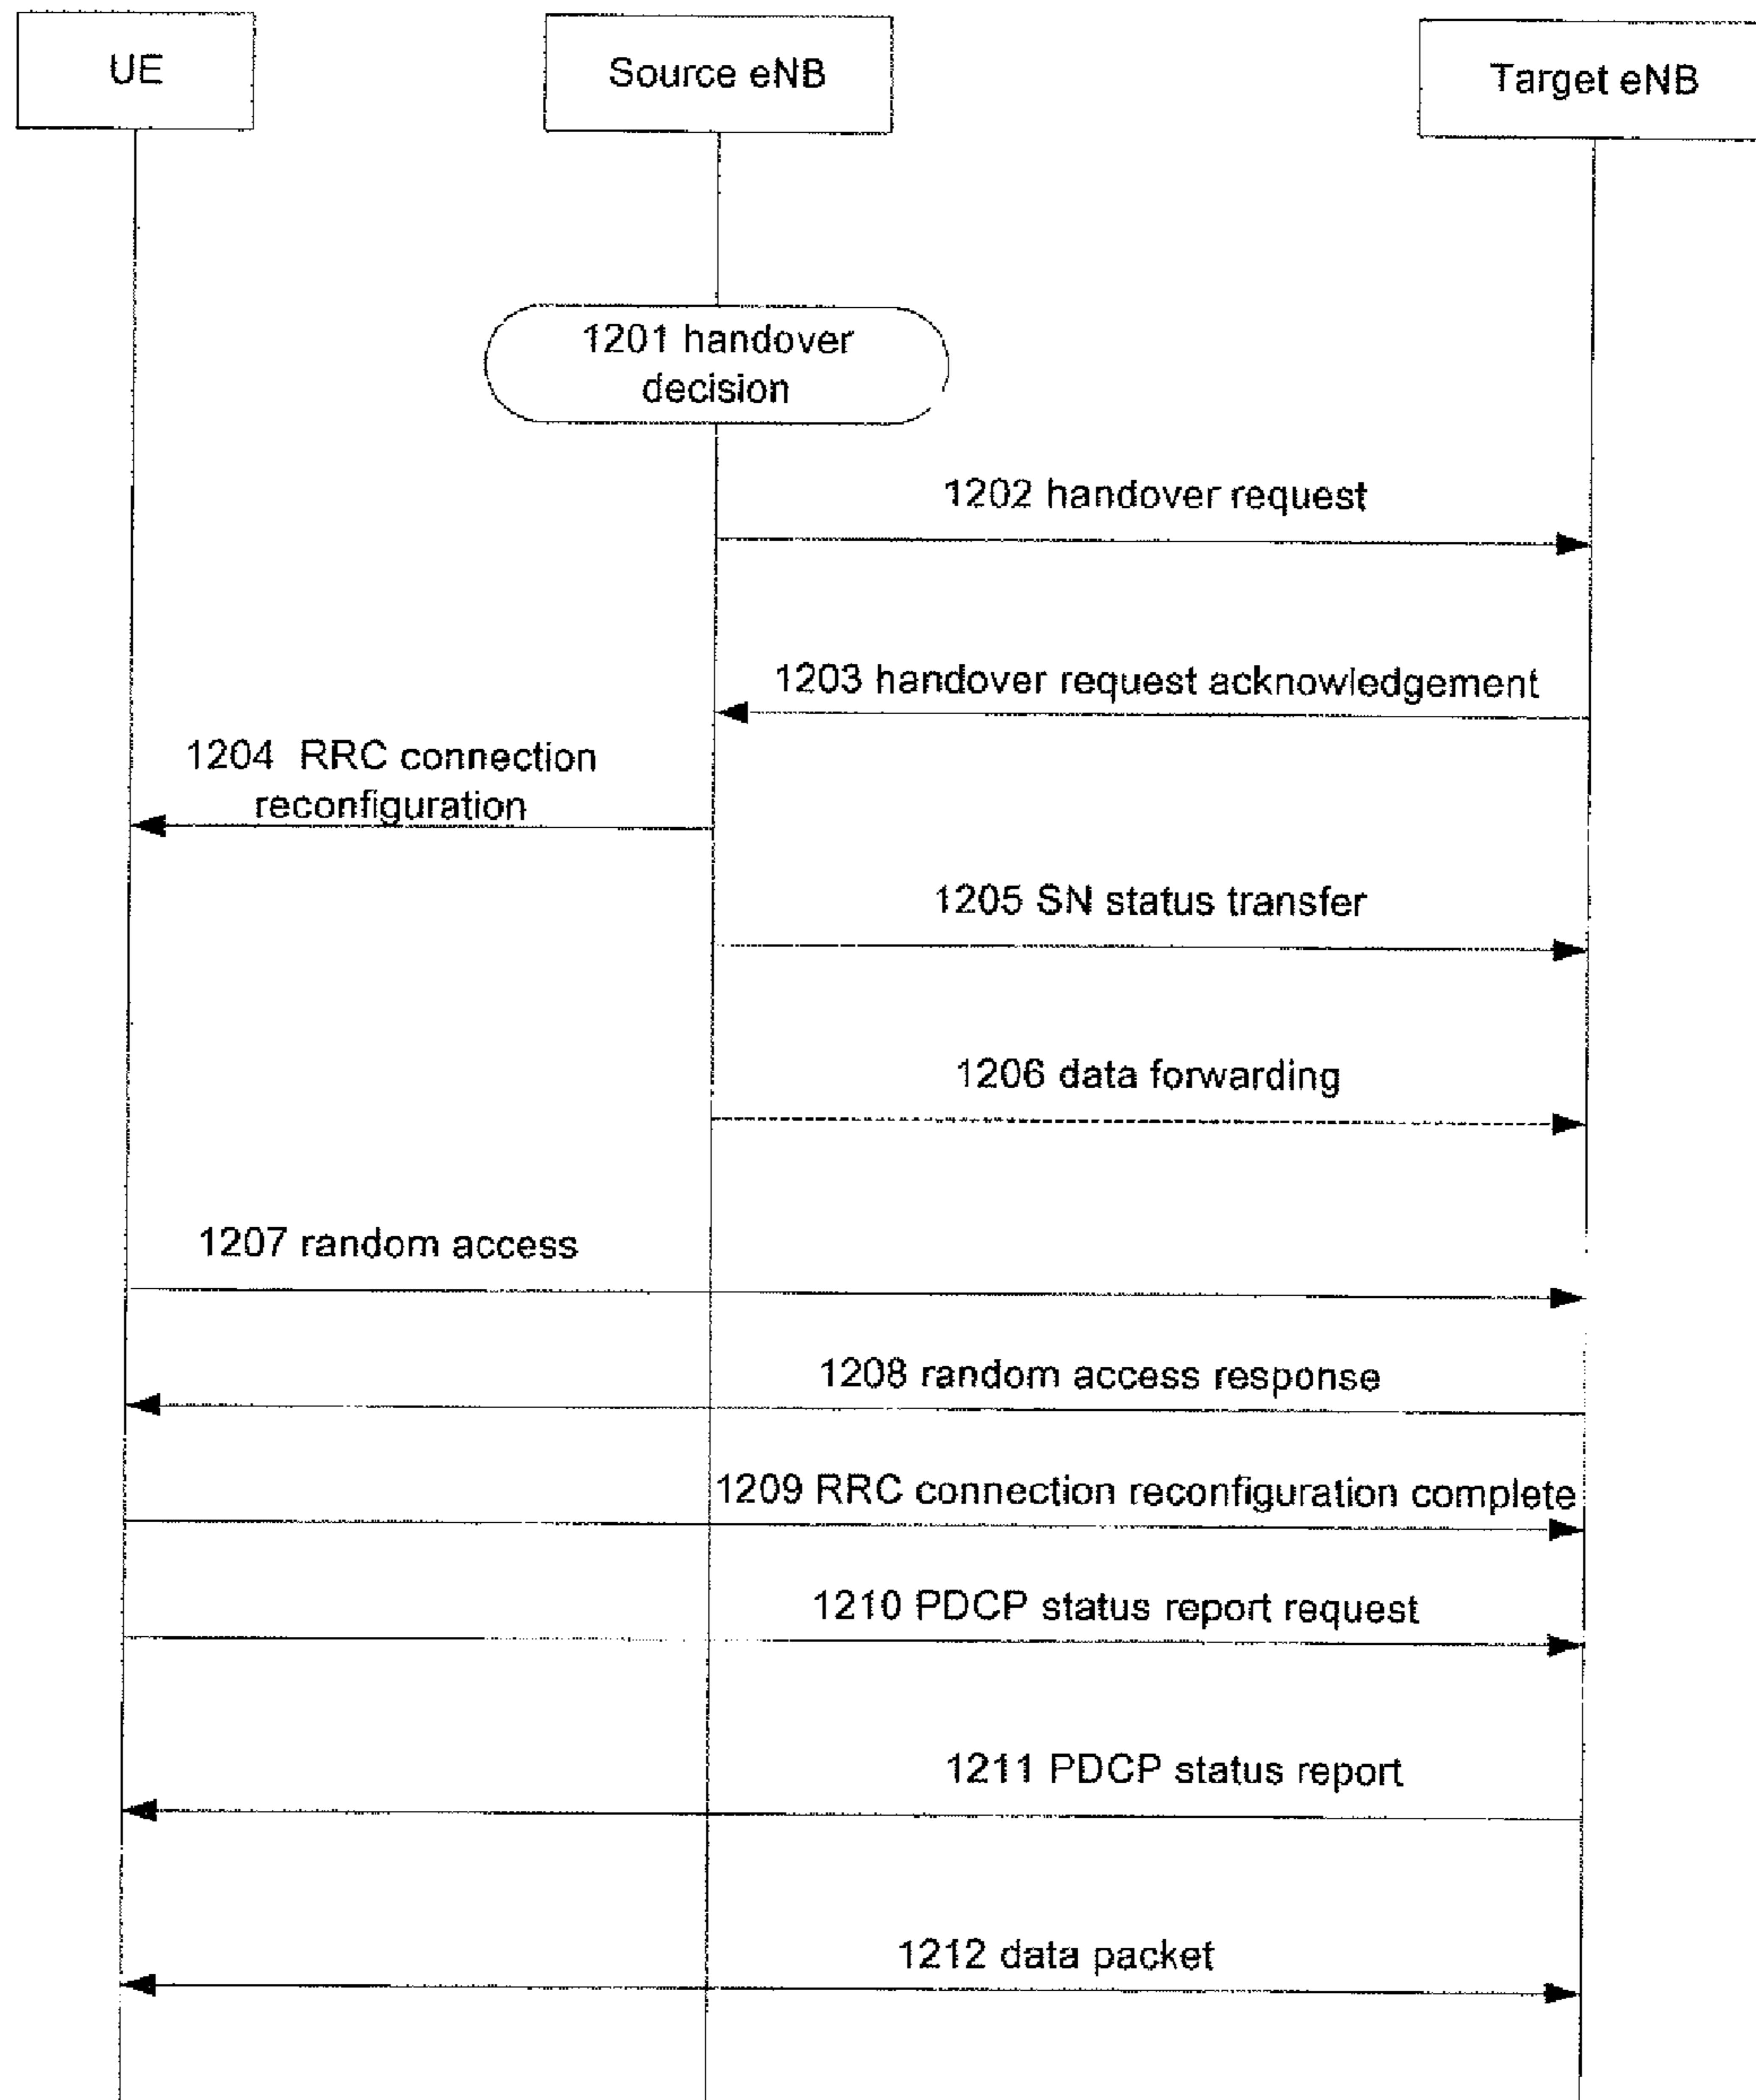 UE
Source eNB
Target eNB
1201 handover
decision
1202 handover request
1203 handover request acknowledgement
1204 RRC connection
reconfiguration
1205 SN status transfer
1206 data forwarding
1207 random access
1208 random access response
1209 RRC connection reconfiguration complete
1210 PDCP status report request
1211 PDCP status report
1212 data packet